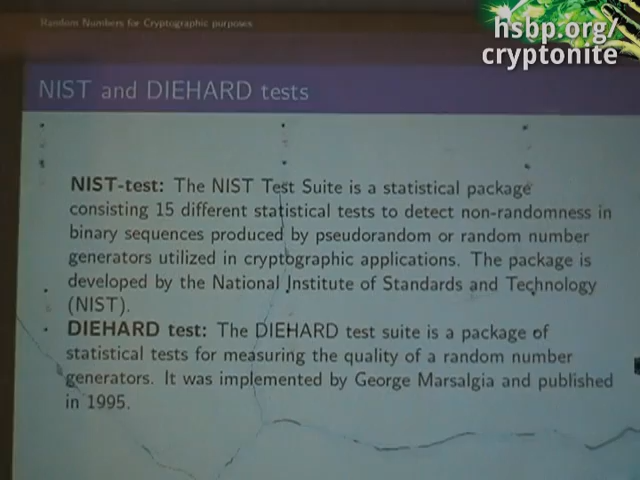 Random Numbers for Cryptographic purposes
hsbp.org/
cryptonite
NIST and DIEHARD tests
NIST-test: The NIST Test Suite is a statistical package
consisting 15 different statistical tests to detect non-randomness in
binary sequences produced by pseudorandom or random number
generators utilized in cryptographic applications. The package is
developed by the National Institute of Standards and Technology
(NIST).
DIEHARD test: The DIEHARD test suite is a package of
statistical tests for measuring the quality of a random number
generators. It was implemented by George Marsalgia and published
in 1995.